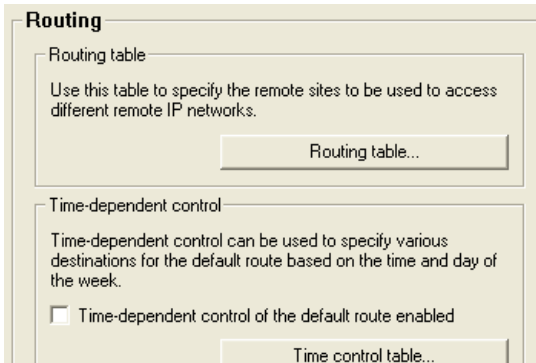 Routing
Routing table
Use this table to specify the remote sites to be used to access
different remote IP networks.
Routing table...
Time-dependent control
Time-dependent control can be used to specify various
destinations for the default route based on the time and day of
the week.
Time-dependent control of the default route enabled
Time control table...